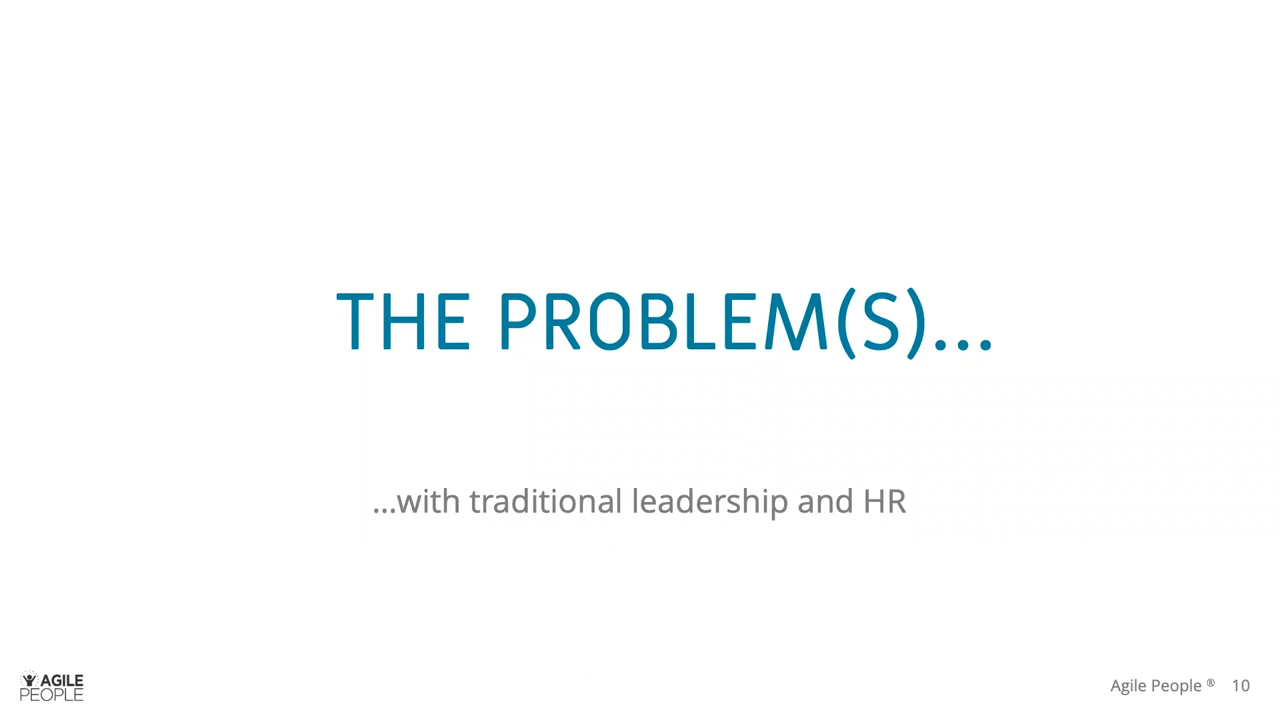 THE PROBLEM(S)...
...with traditional leadership and HR
AGILE
PEOPLE
Agile People ® 10